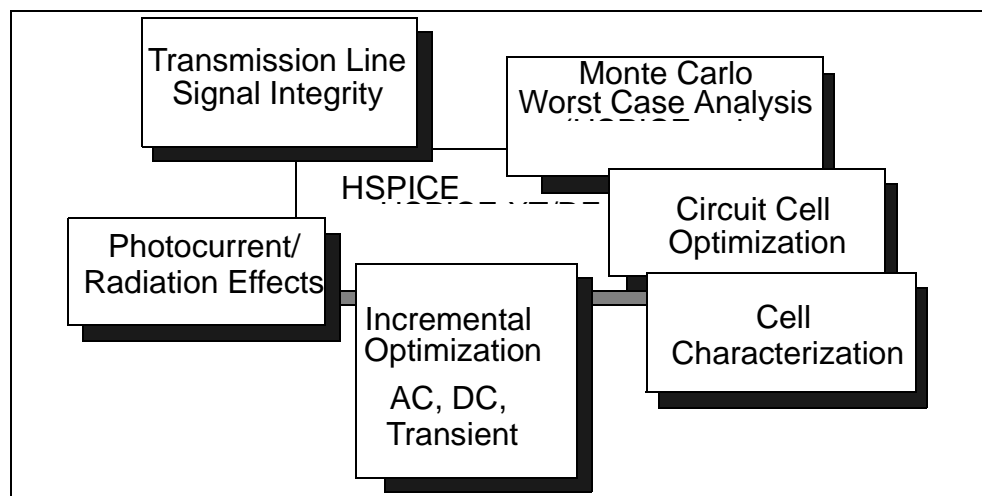 Transmission Line
Signal Integrity
Monte Carlo
Worst Case Analysis
HSPICE
Circuit Cell
Optimization
Photocurrent/
Radiation Effects
Incremental
Optimization
AC, DC,
Transient
Cell
Characterization